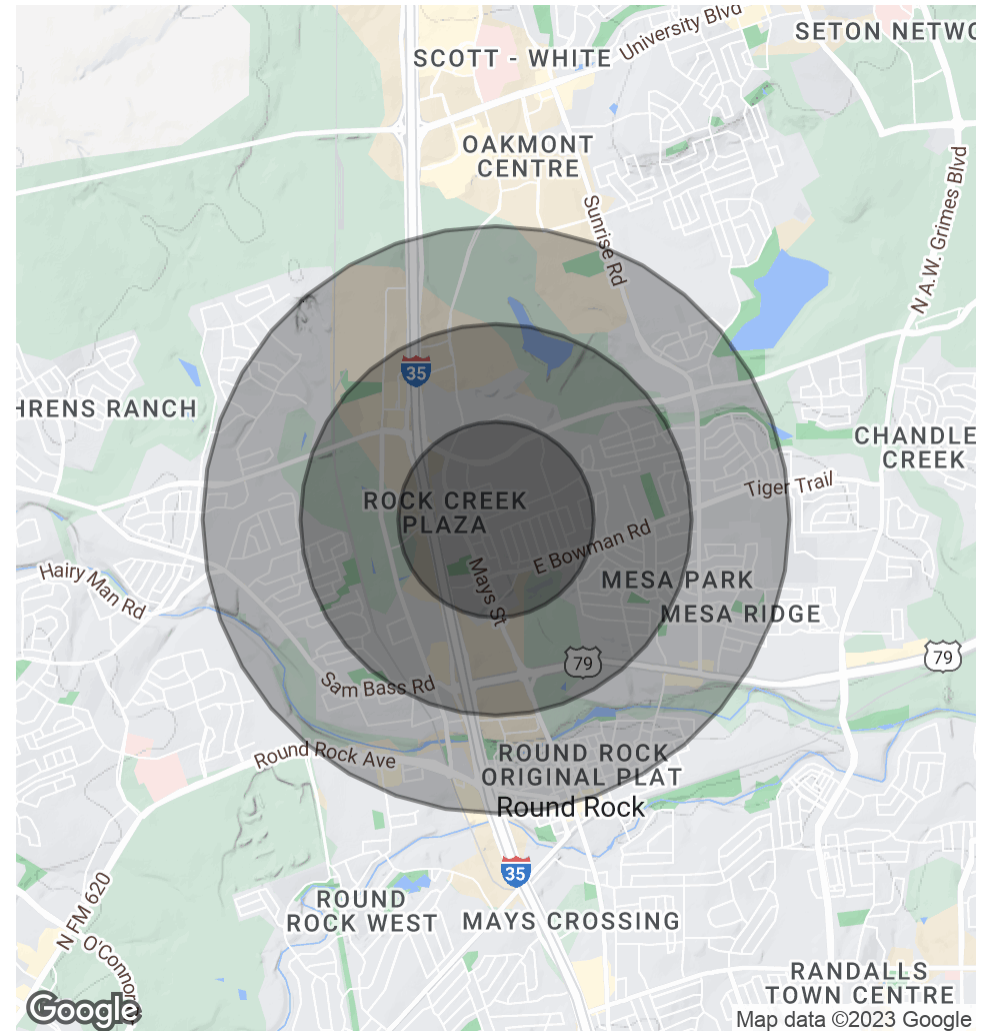 University Blvd
SETON NETWO
SCOTT - WHITE
OAKMONT
CENTRE
N A.W. Grimes Blvd
Sunrise Rd
35
HRENS RANCH
CHANDLE
CREEK
Tiger Trail
ROCK CREEK
PLAZA
E Bowman Rd
Hairy Man Rd
Mays St
MESA PARK
MESA RIDGE
79
79
Sam Bass Rd
Round Rock Ave
ROUND ROCK
ORIGINAL PLAT
Round Rock
35
N FM 620
ROUND
ROCK WEST
MAYS CROSSING
O'Connor
RANDALLS
TOWN CENTRE
Google
Map data ©2023 Google